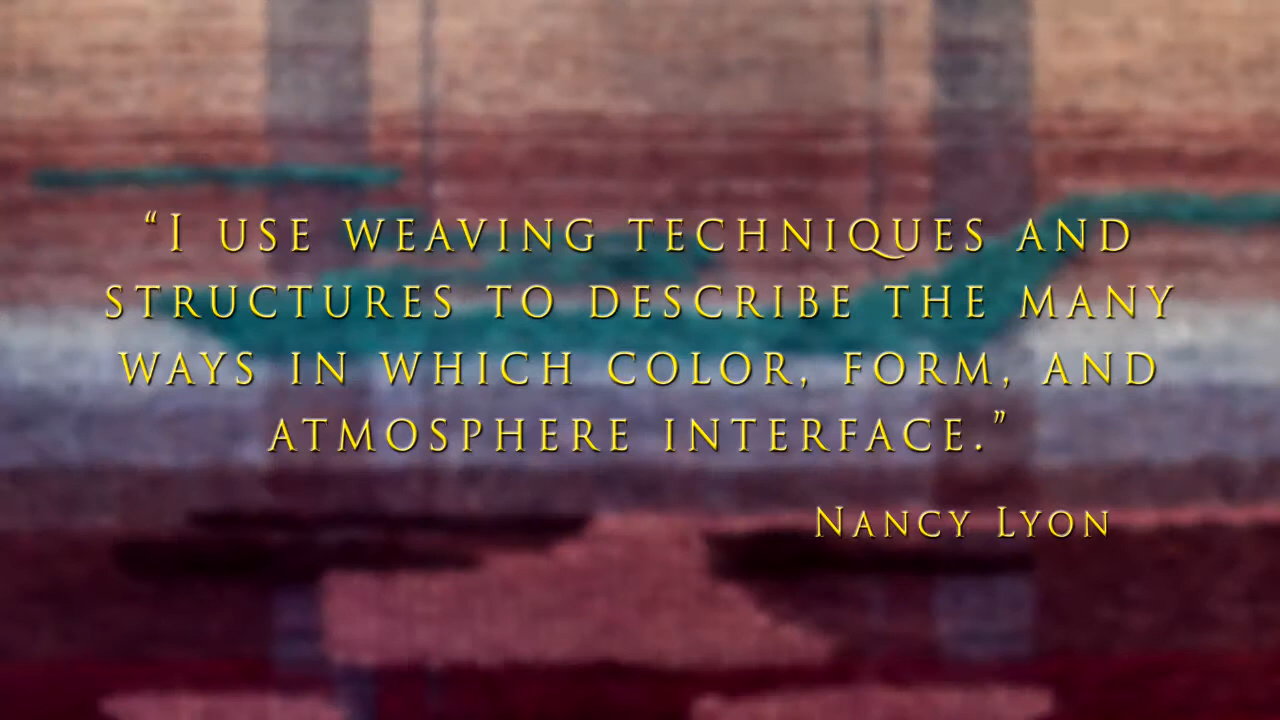 “I USE WEAVING TECHNIQUES AND
STRUCTURES TO DESCRIBE THE MANY
WAYS IN WHICH COLOR, FORM, AND
ATMOSPHERE INTERFACE.”
NANCY LYON